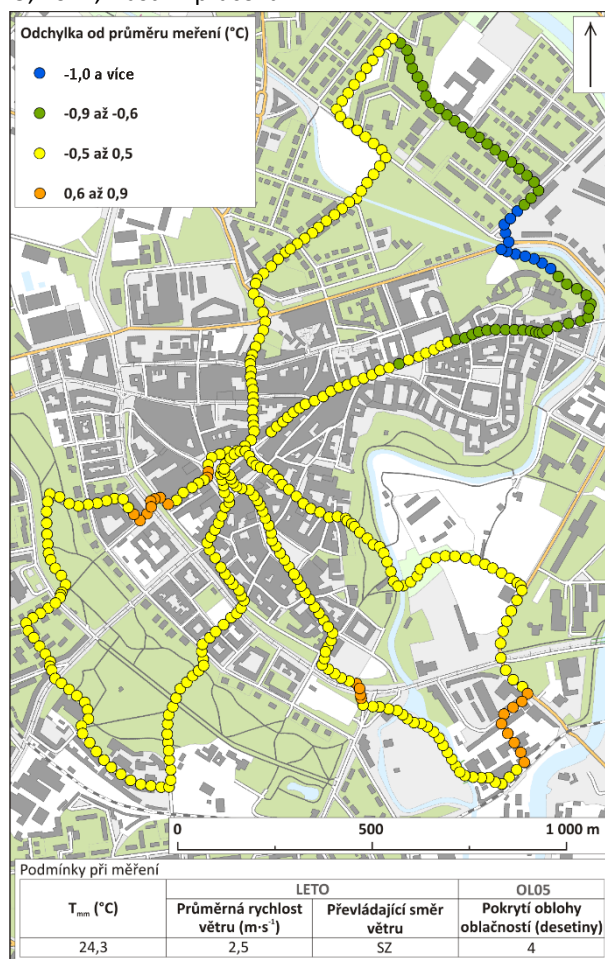 Odchylka od průměru meření (°C)
-1,0 a více
-0,9 až -0,6
-0,5 až 0,5
0,6 až 0,9
0 500 1 000 m
Podmínky při měření
LETO OL05
Tmm (°C) Průměrná rychlost větru (m·s⁻¹) Převládající směr větru Pokrytí oblohy oblačností (desetiny)
24,3 2,5 SZ 4